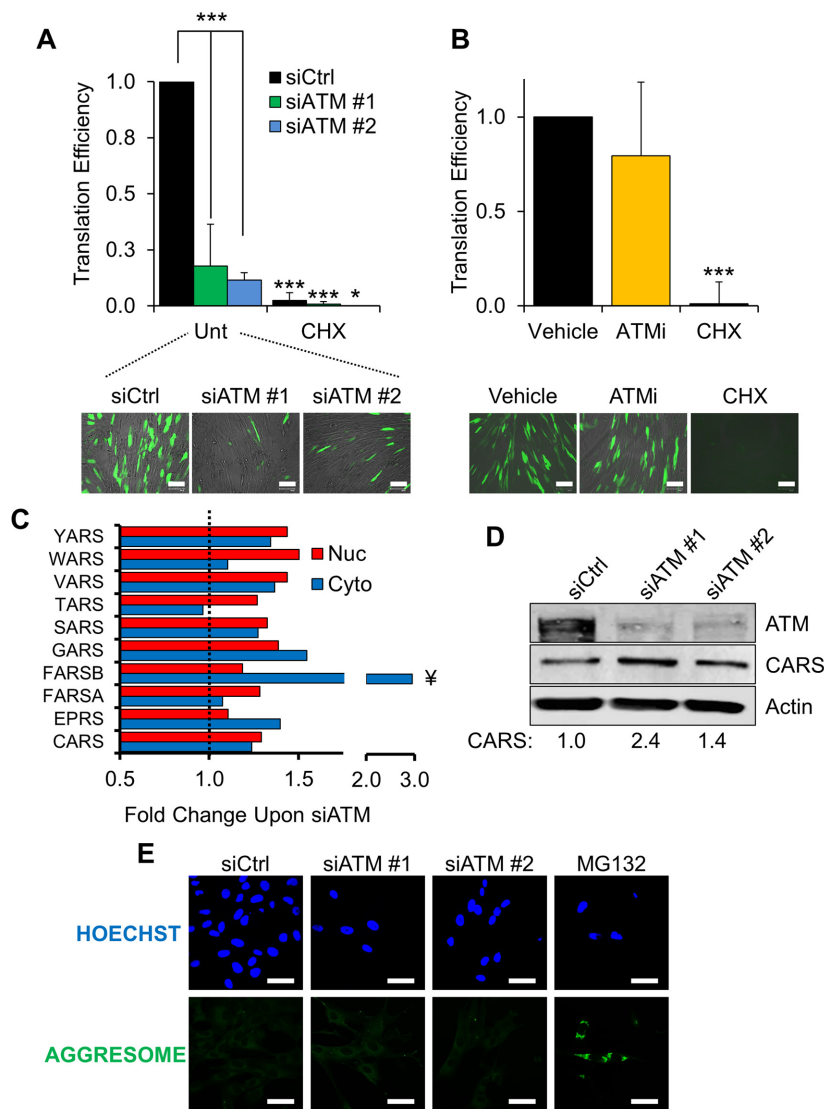 A
***
Translation Efficiency
1.0
0.8
0.5
0.3
0.0
siCtrl
siATM #1
siATM #2
***
***
*
Unt
CHX
siCtrl
siATM #1
siATM #2
B
Translation Efficiency
1.0
0.5
0.0
***
Vehicle
ATMi
CHX
Vehicle
ATMi
CHX
C
YARS
WARS
VARS
TARS
SARS
GARS
FARSB
FARSA
EPRS
CARS
Nuc
Cyto
¥
0.5
1.0
1.5
2.0
3.0
Fold Change Upon siATM
D
siCtrl
siATM #1
siATM #2
ATM
CARS
Actin
CARS:
1.0
2.4
1.4
E
siCtrl
siATM #1
siATM #2
MG132
HOECHST
AGGRESOME